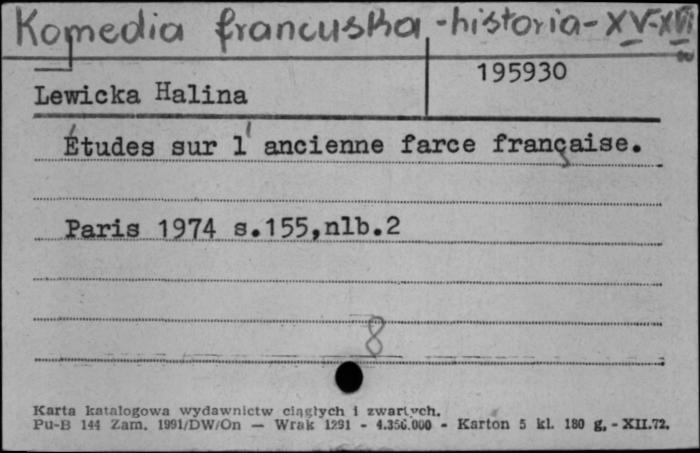 Komedia francuska - historia - XV-XVI w
195930
Lewicka Halina
Études sur l'ancienne farce française.
Paris 1974 s.155,nlb.2
8
Karta katalogowa wydawnictw ciągłych i zwartych.
Pu-B 144 Zam. 1991/DW/On — Wrak 1291 - 4.356.000 - Karton 5 kl. 180 g, - XII.72.